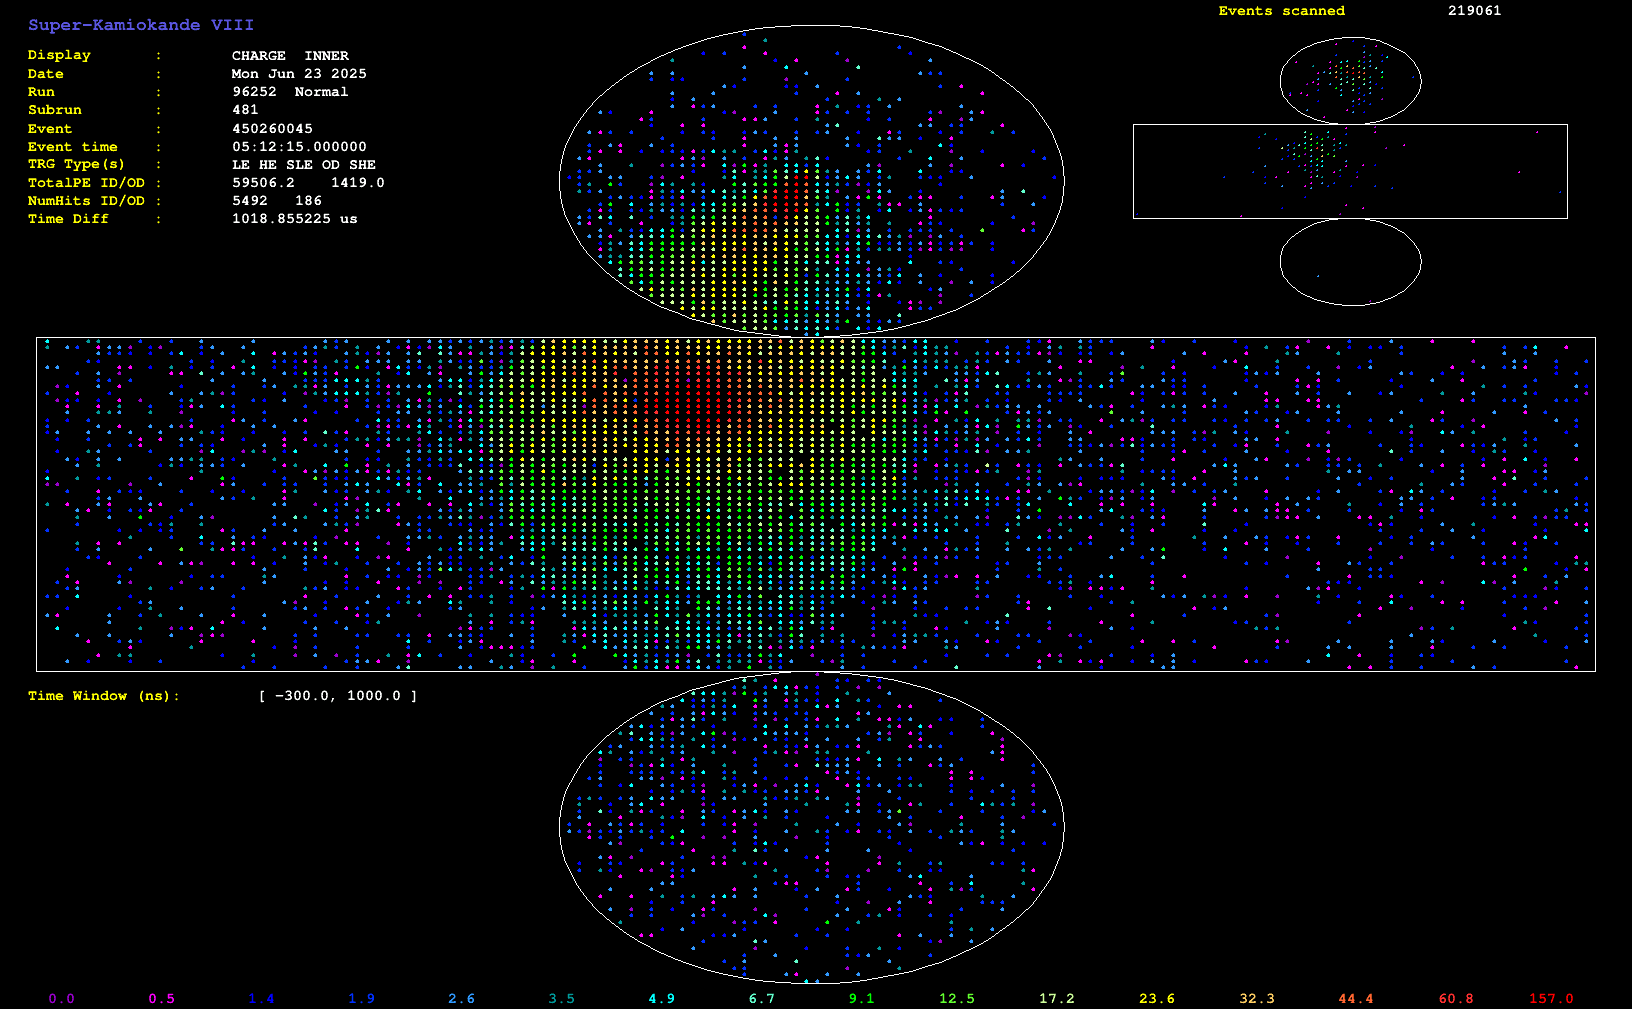 Super-Kamiokande VIII
Events scanned 219061
Display : CHARGE INNER
Date : Mon Jun 23 2025
Run : 96252 Normal
Subrun : 481
Event : 450260045
Event time : 05:12:15.000000
TRG Type(s) : LE HE SLE OD SHE
TotalPE ID/OD : 59506.2 1419.0
NumHits ID/OD : 5492 186
Time Diff : 1018.855225 us
Time Window (ns): [ −300.0, 1000.0 ]
0.0 0.5 1.4 1.9 2.6 3.5 4.9 6.7 9.1 12.5 17.2 23.6 32.3 44.4 60.8 157.0